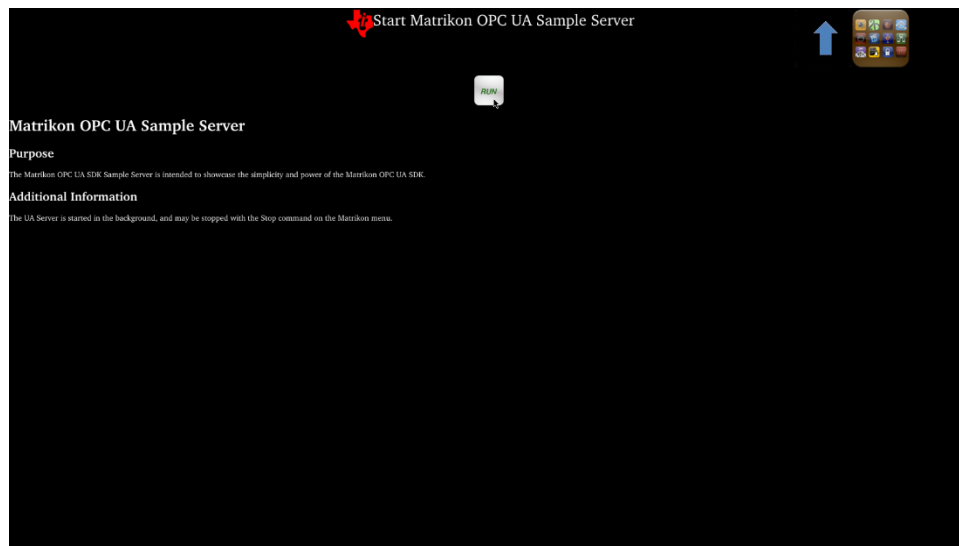 Start Matrikon OPC UA Sample Server
RUN
Matrikon OPC UA Sample Server
Purpose
The Matrikon OPC UA SDK Sample Server is intended to showcase the simplicity and power of the Matrikon OPC UA SDK.
Additional Information
The UA Server is started in the background, and may be stopped with the Stop command on the Matrikon menu.